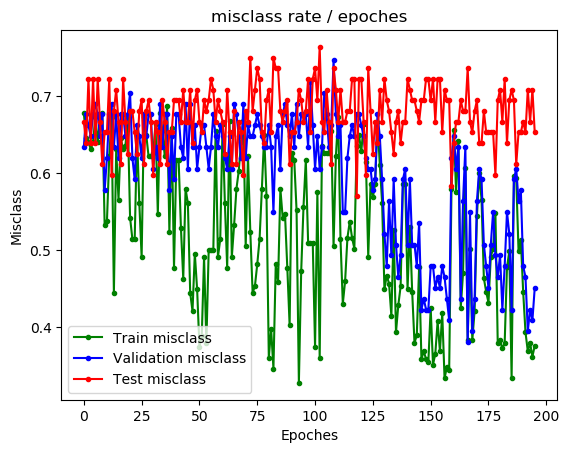 misclass rate / epoches
Misclass
0.7
0.6
0.5
0.4
Train misclass
Validation misclass
Test misclass
0
25
50
75
100
125
150
175
200
Epoches